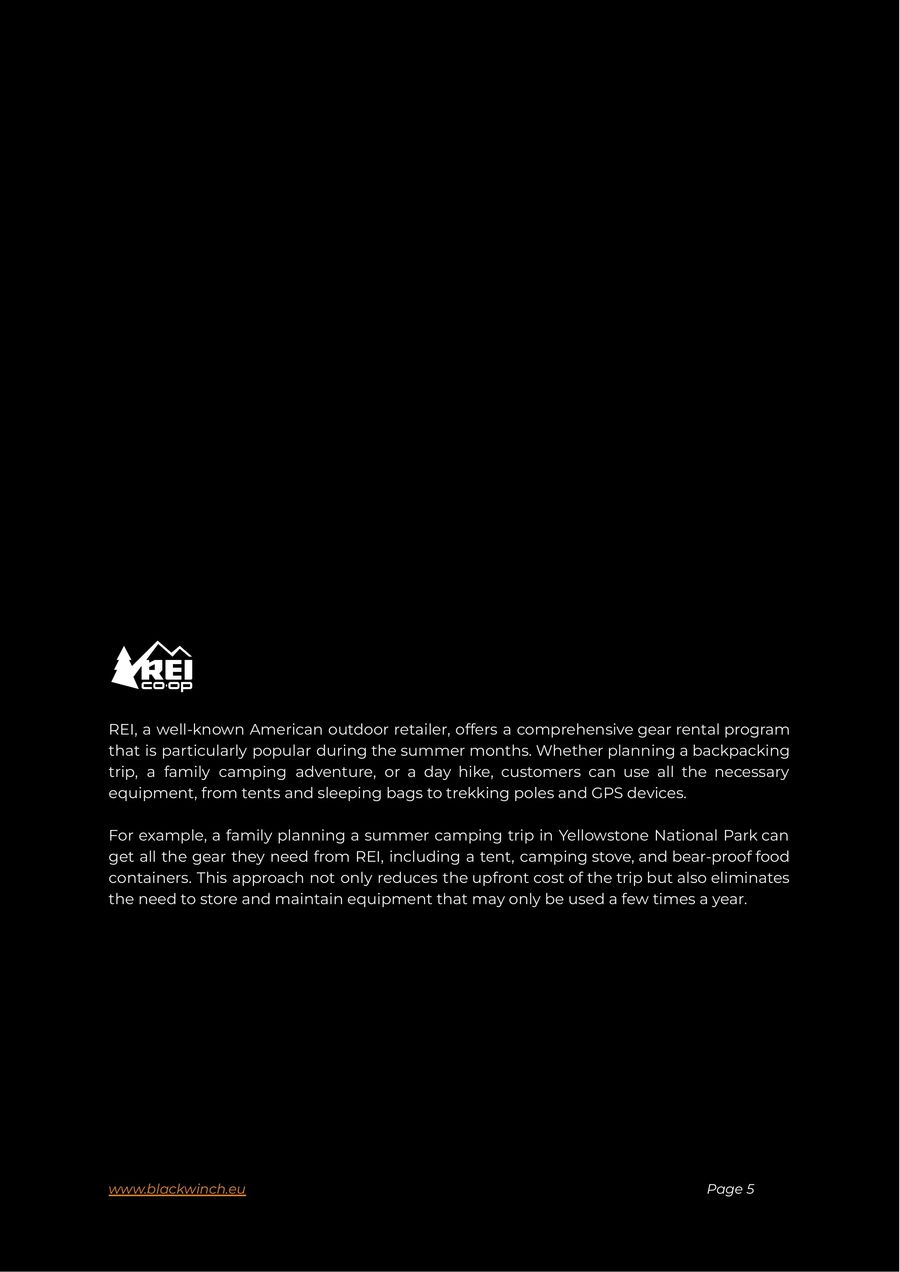 REI
co·op
REI, a well-known American outdoor retailer, offers a comprehensive gear rental program
that is particularly popular during the summer months. Whether planning a backpacking
trip, a family camping adventure, or a day hike, customers can use all the necessary
equipment, from tents and sleeping bags to trekking poles and GPS devices.
For example, a family planning a summer camping trip in Yellowstone National Park can
get all the gear they need from REI, including a tent, camping stove, and bear-proof food
containers. This approach not only reduces the upfront cost of the trip but also eliminates
the need to store and maintain equipment that may only be used a few times a year.
www.blackwinch.eu
Page 5